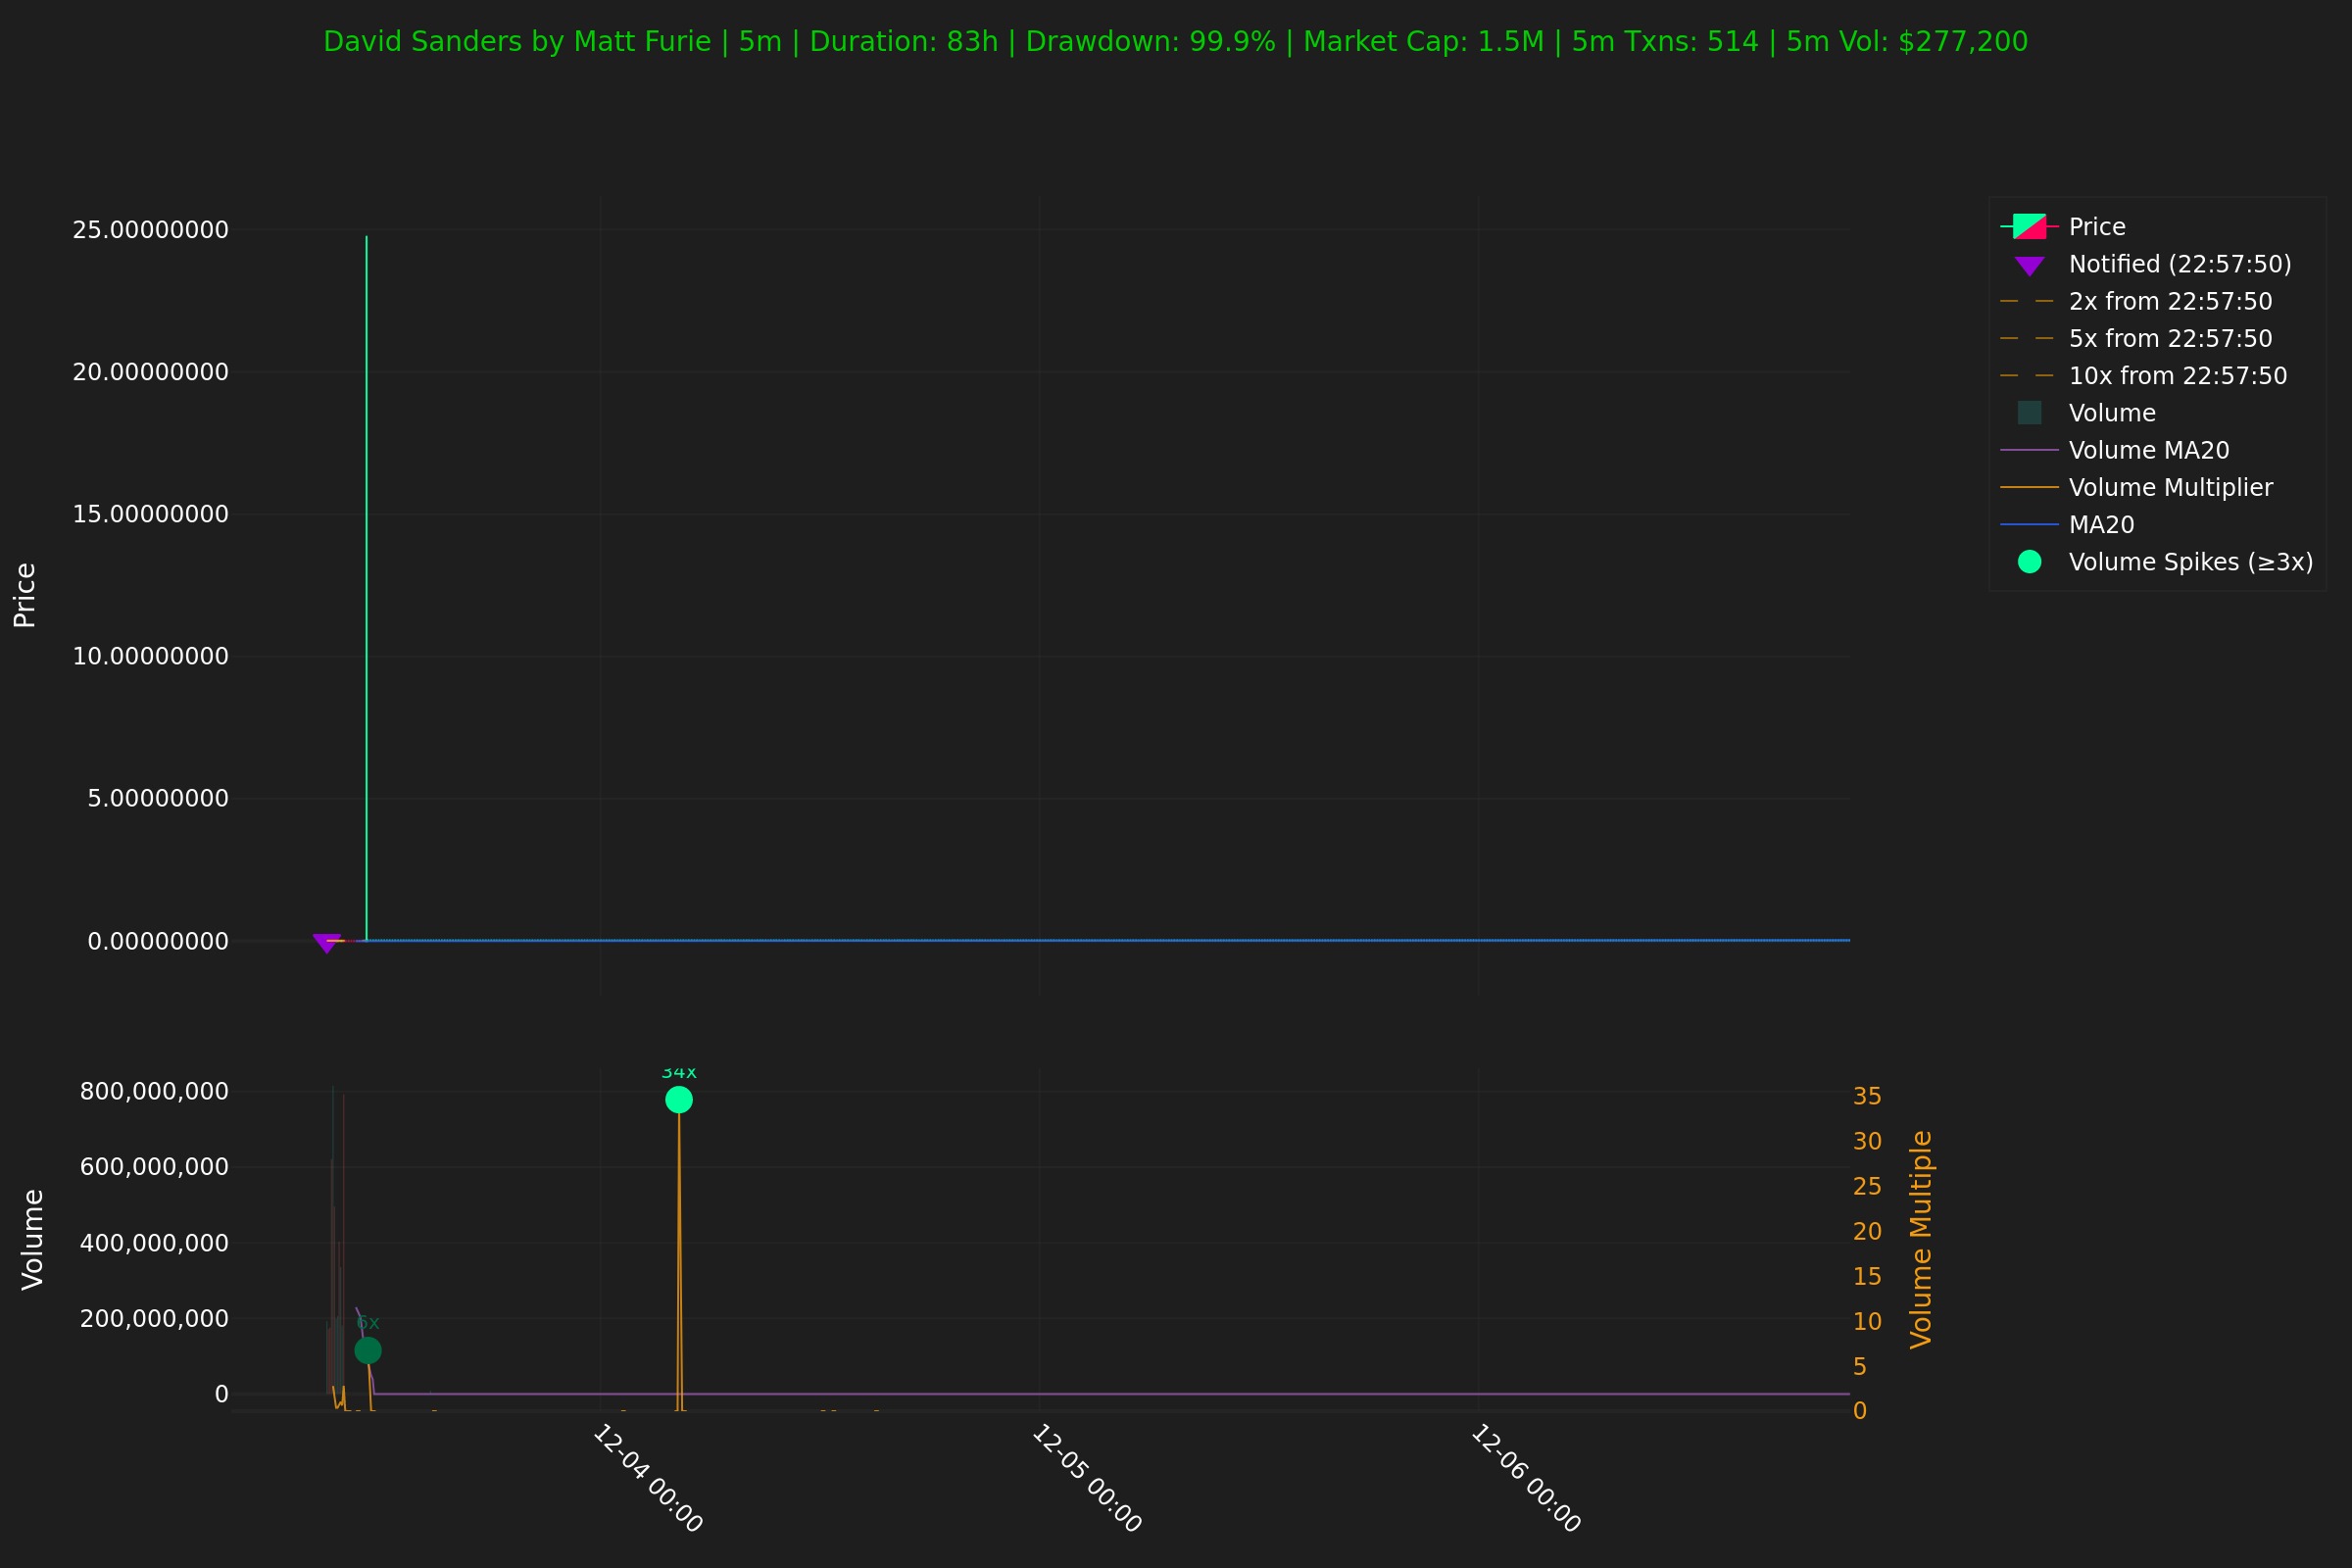 David Sanders by Matt Furie | 5m | Duration: 83h | Drawdown: 99.9% | Market Cap: 1.5M | 5m Txns: 514 | 5m Vol: $277,200
Price
25.00000000
20.00000000
15.00000000
10.00000000
5.00000000
0.00000000
Price
Notified (22:57:50)
2x from 22:57:50
5x from 22:57:50
10x from 22:57:50
Volume
Volume MA20
Volume Multiplier
MA20
Volume Spikes (≥3x)
Volume
800,000,000
600,000,000
400,000,000
200,000,000
0
34x
6x
35
30
25
20
15
10
5
0
Volume Multiple
12-04 00:00
12-05 00:00
12-06 00:00